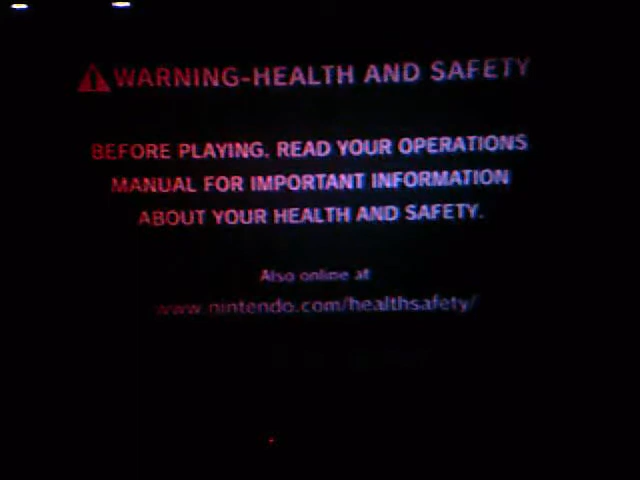 WARNING-HEALTH AND SAFETY
BEFORE PLAYING, READ YOUR OPERATIONS
MANUAL FOR IMPORTANT INFORMATION
ABOUT YOUR HEALTH AND SAFETY.
Also online at
www.nintendo.com/healthsafety/